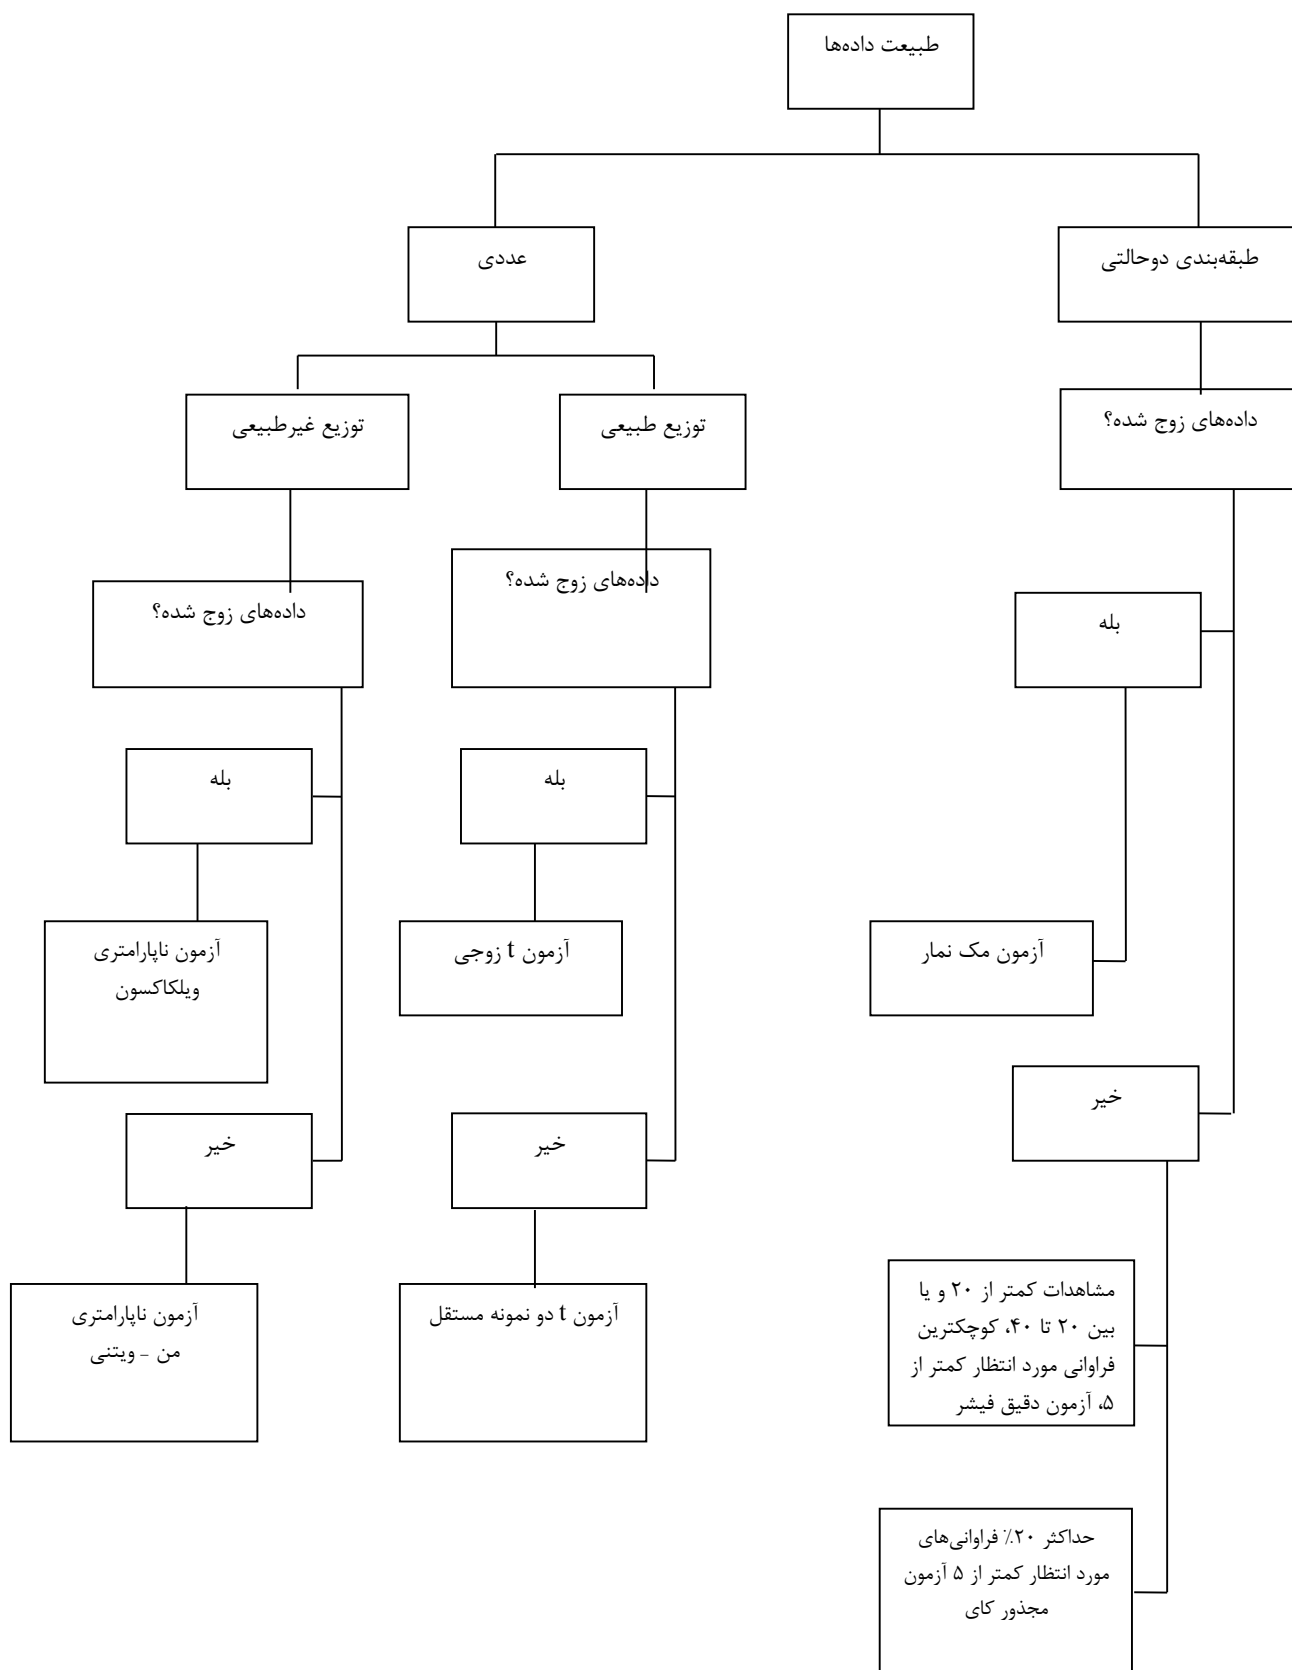 طبیعت داده‌ها
طبقه‌بندی دوحالتی
عددی
داده‌های زوج شده؟
توزیع طبیعی
توزیع غیرطبیعی
داده‌های زوج شده؟
داده‌های زوج شده؟
بله
بله
بله
آزمون مک نمار
آزمون t زوجی
آزمون ناپارامتری
ویلکاکسون
خیر
خیر
خیر
مشاهدات کمتر از ۲۰ و یا
بین ۲۰ تا ۴۰، کوچکترین
فراوانی مورد انتظار کمتر از
۵، آزمون دقیق فیشر
آزمون t دو نمونه مستقل
آزمون ناپارامتری
من - ویتنی
حداکثر ۲۰٪ فراوانی‌های
مورد انتظار کمتر از ۵ آزمون
مجذور کای